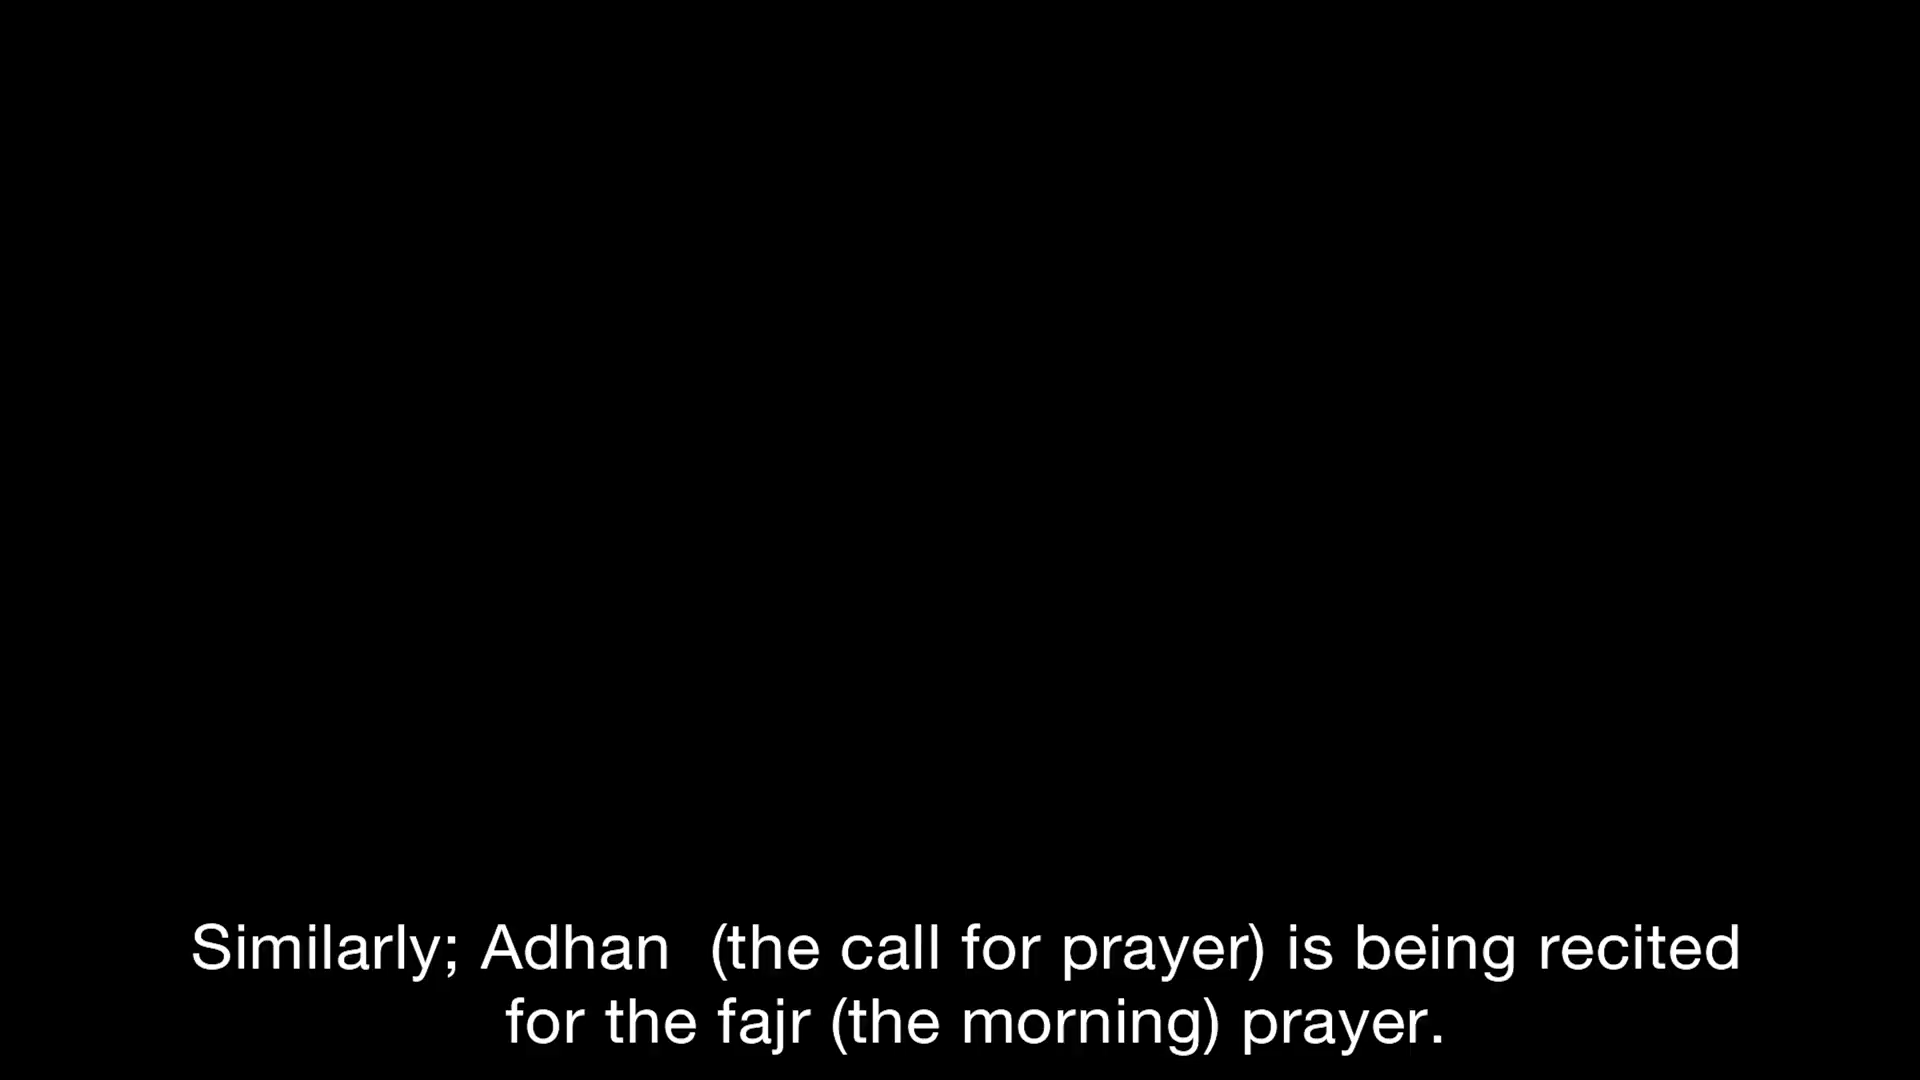 Similarly; Adhan  (the call for prayer) is being recited
for the fajr (the morning) prayer.